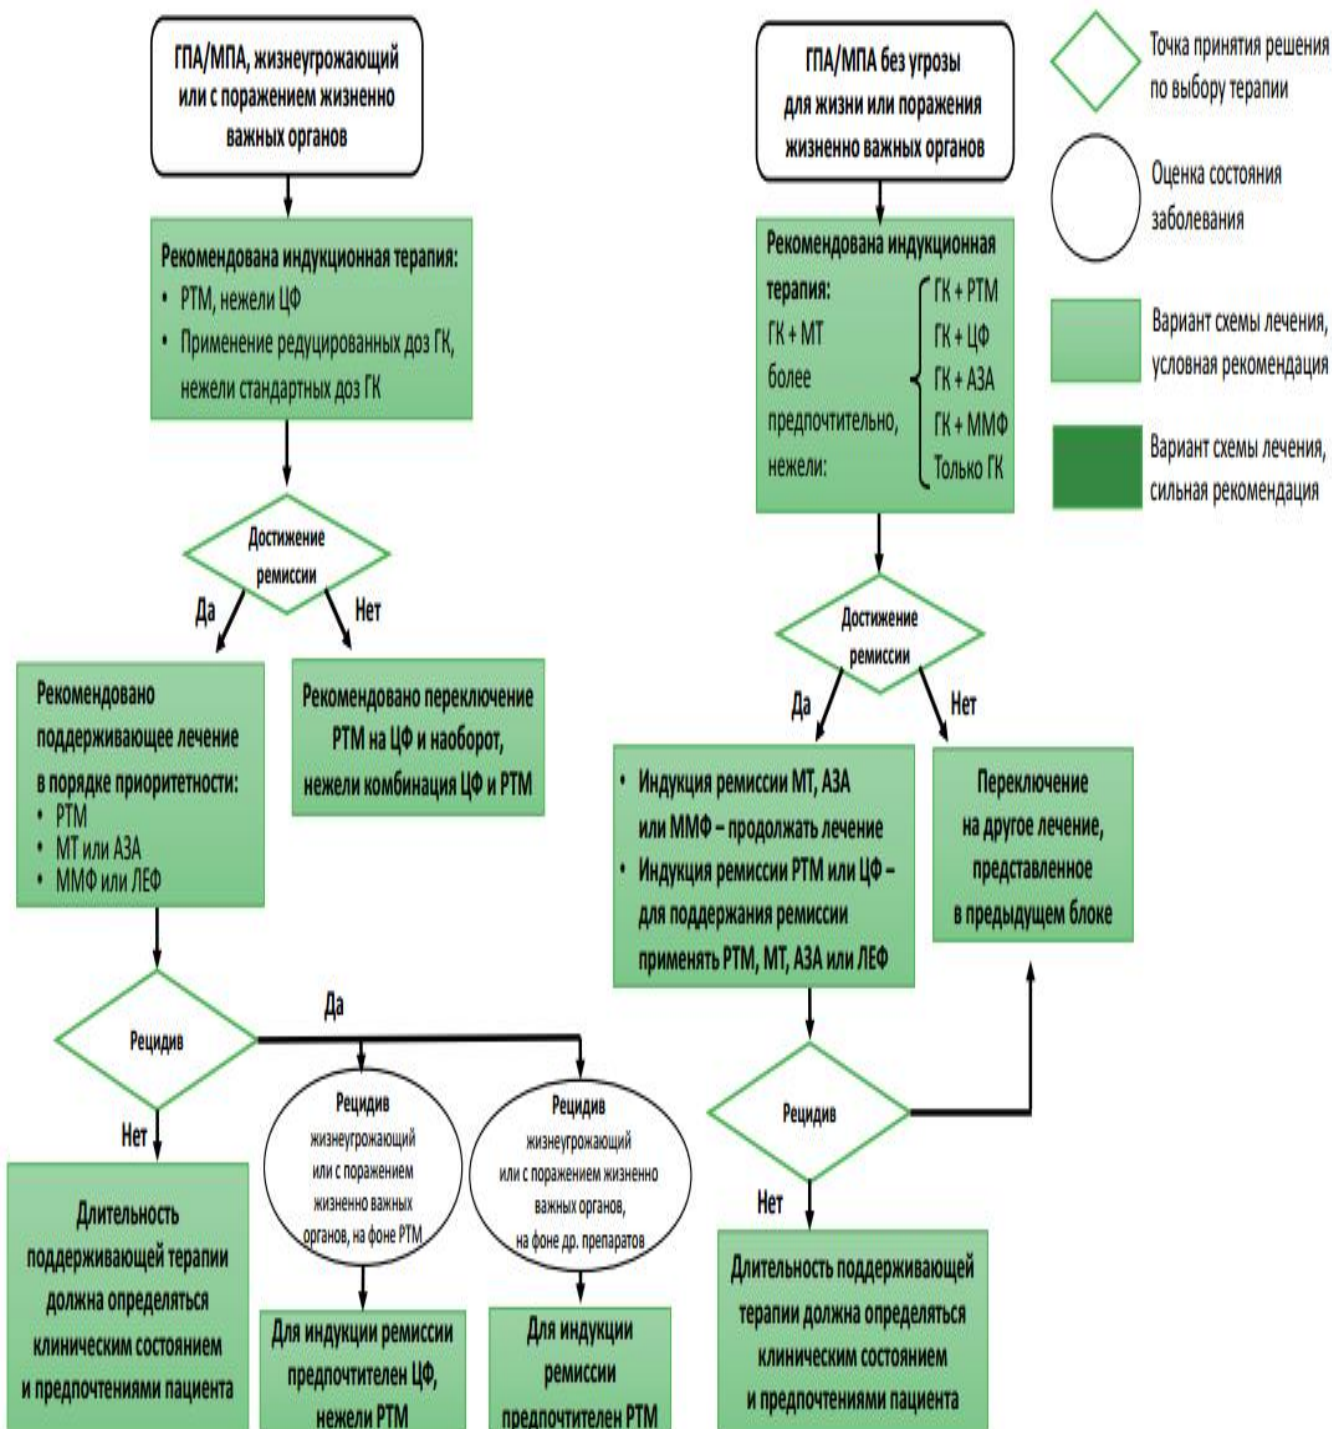 ГПА/МПА, жизнеугрожающий
или с поражением жизненно
важных органов
Рекомендована индукционная терапия:
• РТМ, нежели ЦФ
• Применение редуцированных доз ГК,
нежели стандартных доз ГК
Достижение
ремиссии
Да
Нет
Рекомендовано
поддерживающее лечение
в порядке приоритетности:
• РТМ
• МТ или АЗА
• ММФ или ЛЕФ
Рекомендовано переключение
РТМ на ЦФ и наоборот,
нежели комбинация ЦФ и РТМ
Рецидив
Да
Нет
Рецидив
жизнеугрожающий
или с поражением
жизненно важных
органов, на фоне РТМ
Рецидив
жизнеугрожающий
или с поражением жизненно
важных органов,
на фоне др. препаратов
Длительность
поддерживающей терапии
должна определяться
клиническим состоянием
и предпочтениями пациента
Для индукции ремиссии
предпочтителен ЦФ,
нежели РТМ
Для индукции
ремиссии
предпочтителен РТМ
ГПА/МПА без угрозы
для жизни или поражения
жизненно важных органов
Рекомендована индукционная
терапия:
ГК + МТ
более
предпочтительно,
нежели:
ГК + РТМ
ГК + ЦФ
ГК + АЗА
ГК + ММФ
Только ГК
Достижение
ремиссии
Да
Нет
• Индукция ремиссии МТ, АЗА
или ММФ – продолжать лечение
• Индукция ремиссии РТМ или ЦФ –
для поддержания ремиссии
применять РТМ, МТ, АЗА или ЛЕФ
Переключение
на другое лечение,
представленное
в предыдущем блоке
Рецидив
Нет
Длительность поддерживающей
терапии должна определяться
клиническим состоянием
и предпочтениями пациента
Точка принятия решения
по выбору терапии
Оценка состояния
заболевания
Вариант схемы лечения,
условная рекомендация
Вариант схемы лечения,
сильная рекомендация